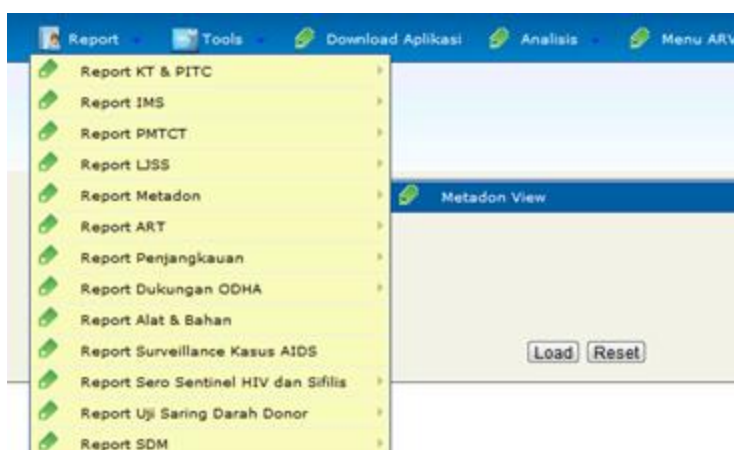 Report Tools Download Aplikasi Analisis Menu ARV
Report KT & PITC
Report IMS
Report PMTCT
Report LJSS
Report Metadon Metadon View
Report ART
Report Penjangkauan
Report Dukungan ODHA
Report Alat & Bahan
Report Surveillance Kasus AIDS
Load Reset
Report Sero Sentinel HIV dan Sifilis
Report Uji Saring Darah Donor
Report SDM